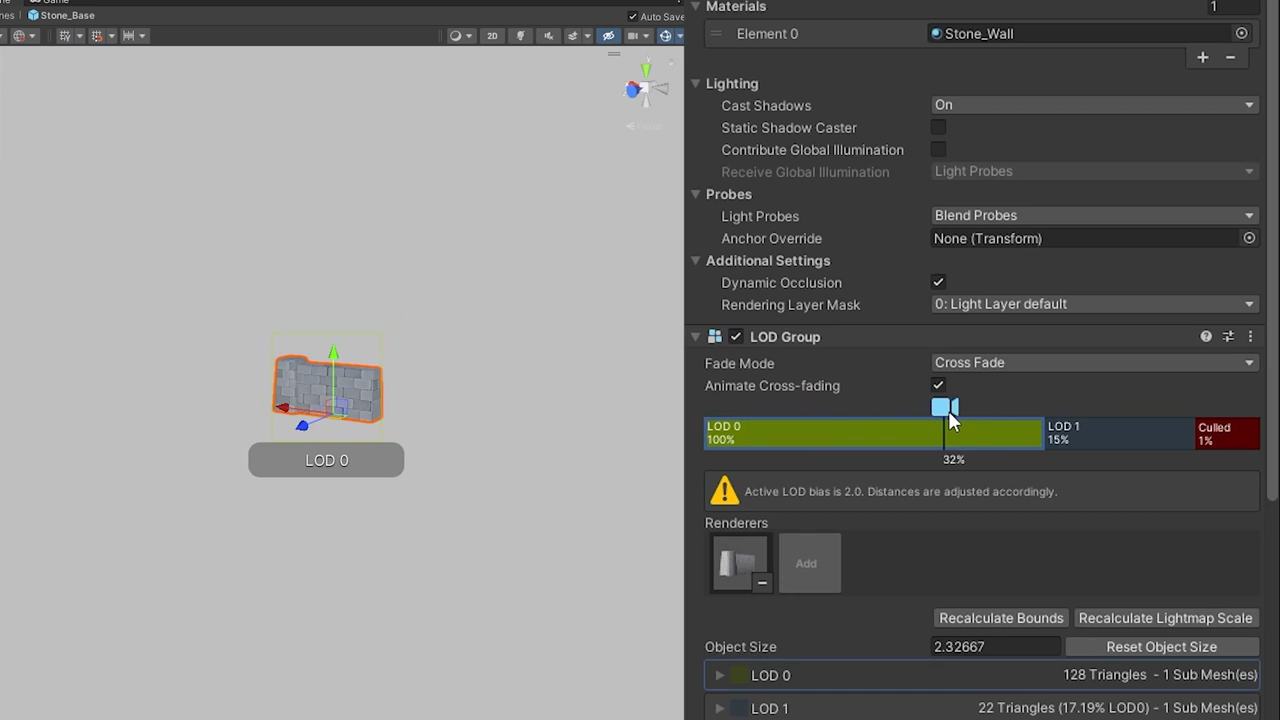 Game
nes
Stone_Base
Auto Save
2D
LOD 0
Materials
1
Element 0
Stone_Wall
Lighting
Cast Shadows
On
Static Shadow Caster
Contribute Global Illumination
Receive Global Illumination
Light Probes
Probes
Light Probes
Blend Probes
Anchor Override
None (Transform)
Additional Settings
Dynamic Occlusion
Rendering Layer Mask
0: Light Layer default
LOD Group
Fade Mode
Cross Fade
Animate Cross-fading
LOD 0
100%
LOD 1
15%
Culled
1%
32%
Active LOD bias is 2.0. Distances are adjusted accordingly.
Renderers
Add
Recalculate Bounds
Recalculate Lightmap Scale
Object Size
2.32667
Reset Object Size
LOD 0
128 Triangles - 1 Sub Mesh(es)
LOD 1
22 Triangles (17.19% LOD0) - 1 Sub Mesh(es)